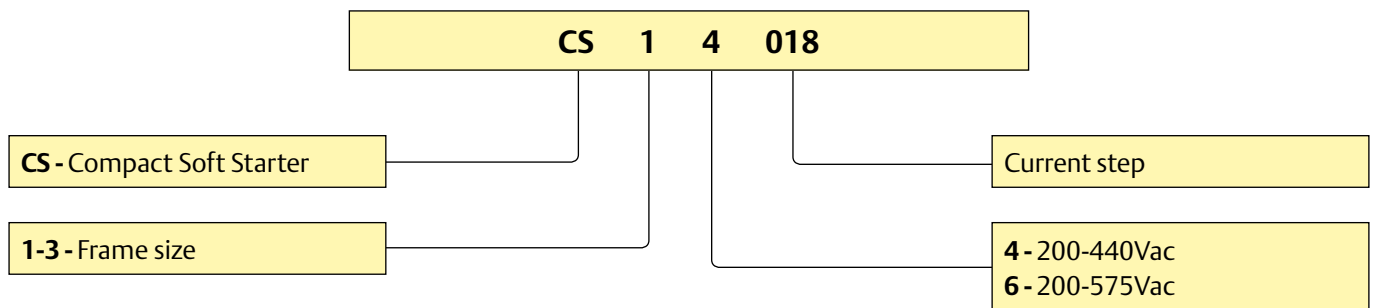 CS 1 4 018
CS - Compact Soft Starter
Current step
1-3 - Frame size
4 - 200-440Vac
6 - 200-575Vac